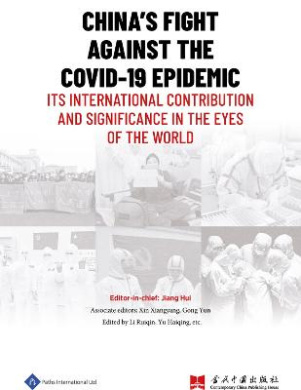 CHINA'S FIGHT
AGAINST THE
COVID-19 EPIDEMIC
ITS INTERNATIONAL CONTRIBUTION
AND SIGNIFICANCE IN THE EYES
OF THE WORLD
Editor-in-chief: Jiang Hui
Associate editors: Xin Xiangyang, Gong Yun
Edited by Li Ruiqin, Yu Haiqing, etc.
Paths International Ltd
当代中国出版社
Contemporary China Publishing House